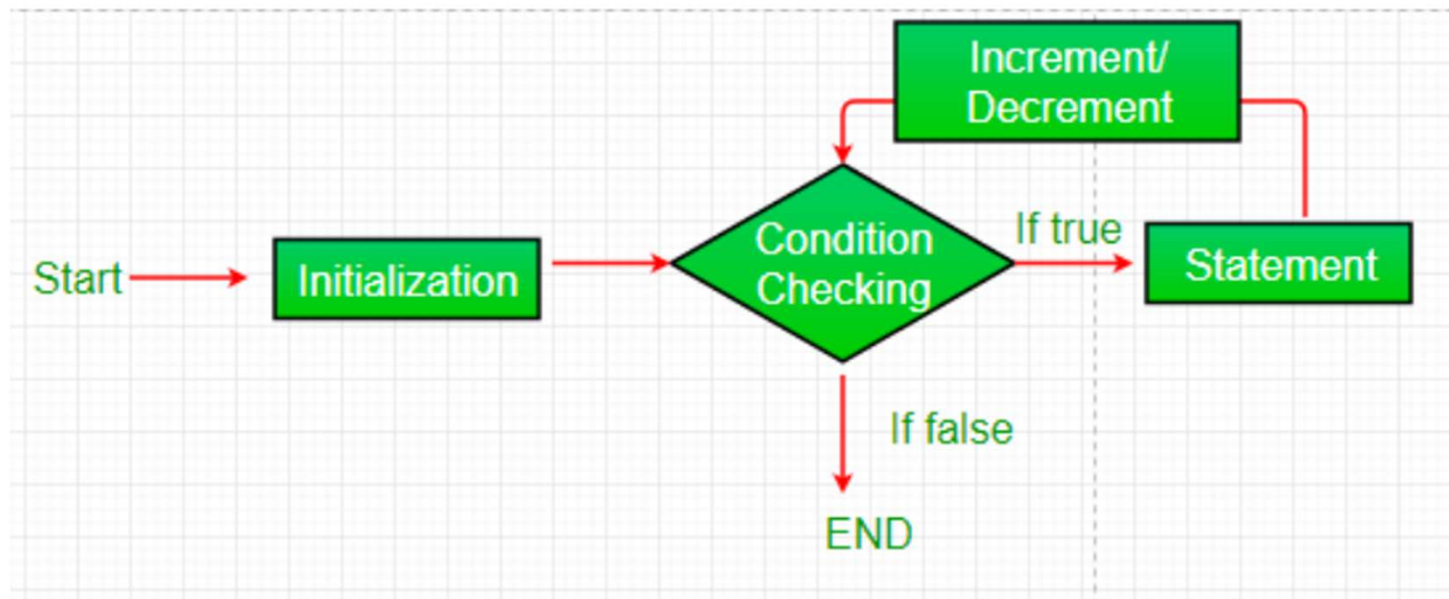 Start
Initialization
Condition
Checking
If true
Statement
Increment/
Decrement
If false
END